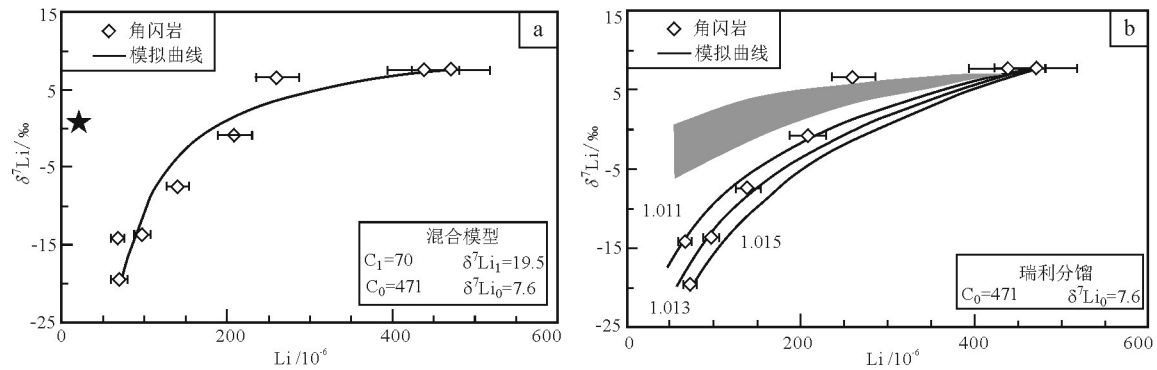 a
◇ 角闪岩
— 模拟曲线
15
5
-5
-15
-25
δ⁷Li/‰
混合模型
C₁=70 δ⁷Li₁=19.5
C₀=471 δ⁷Li₀=7.6
0 200 400 600
Li /10⁻⁶
b
◇ 角闪岩
— 模拟曲线
15
5
-5
-15
-25
δ⁷Li/‰
1.011
1.015
1.013
瑞利分馏
C₀=471 δ⁷Li₀=7.6
200 400 600
Li /10⁻⁶